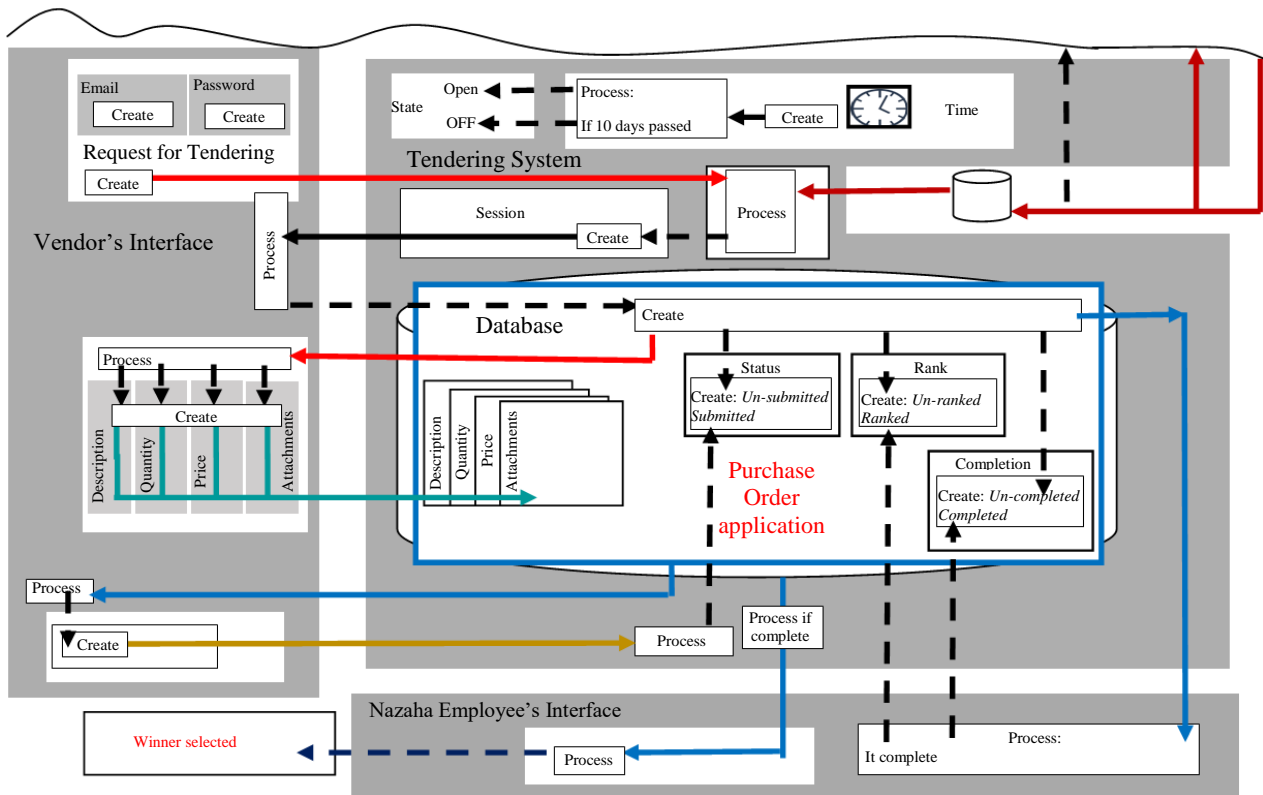 Email
Password
Create
Create
Request for Tendering
Create
Vendor's Interface
Process
State
Open
OFF
Process:
If 10 days passed
Create
Time
Tendering System
Session
Create
Process
Database
Create
Process
Create
Description
Quantity
Price
Attachments
Description
Quantity
Price
Attachments
Status
Create: Un-submitted
Submitted
Rank
Create: Un-ranked
Ranked
Completion
Create: Un-completed
Completed
Purchase
Order
application
Process
Create
Process
Process if
complete
Nazaha Employee's Interface
Winner selected
Process
Process:
It complete